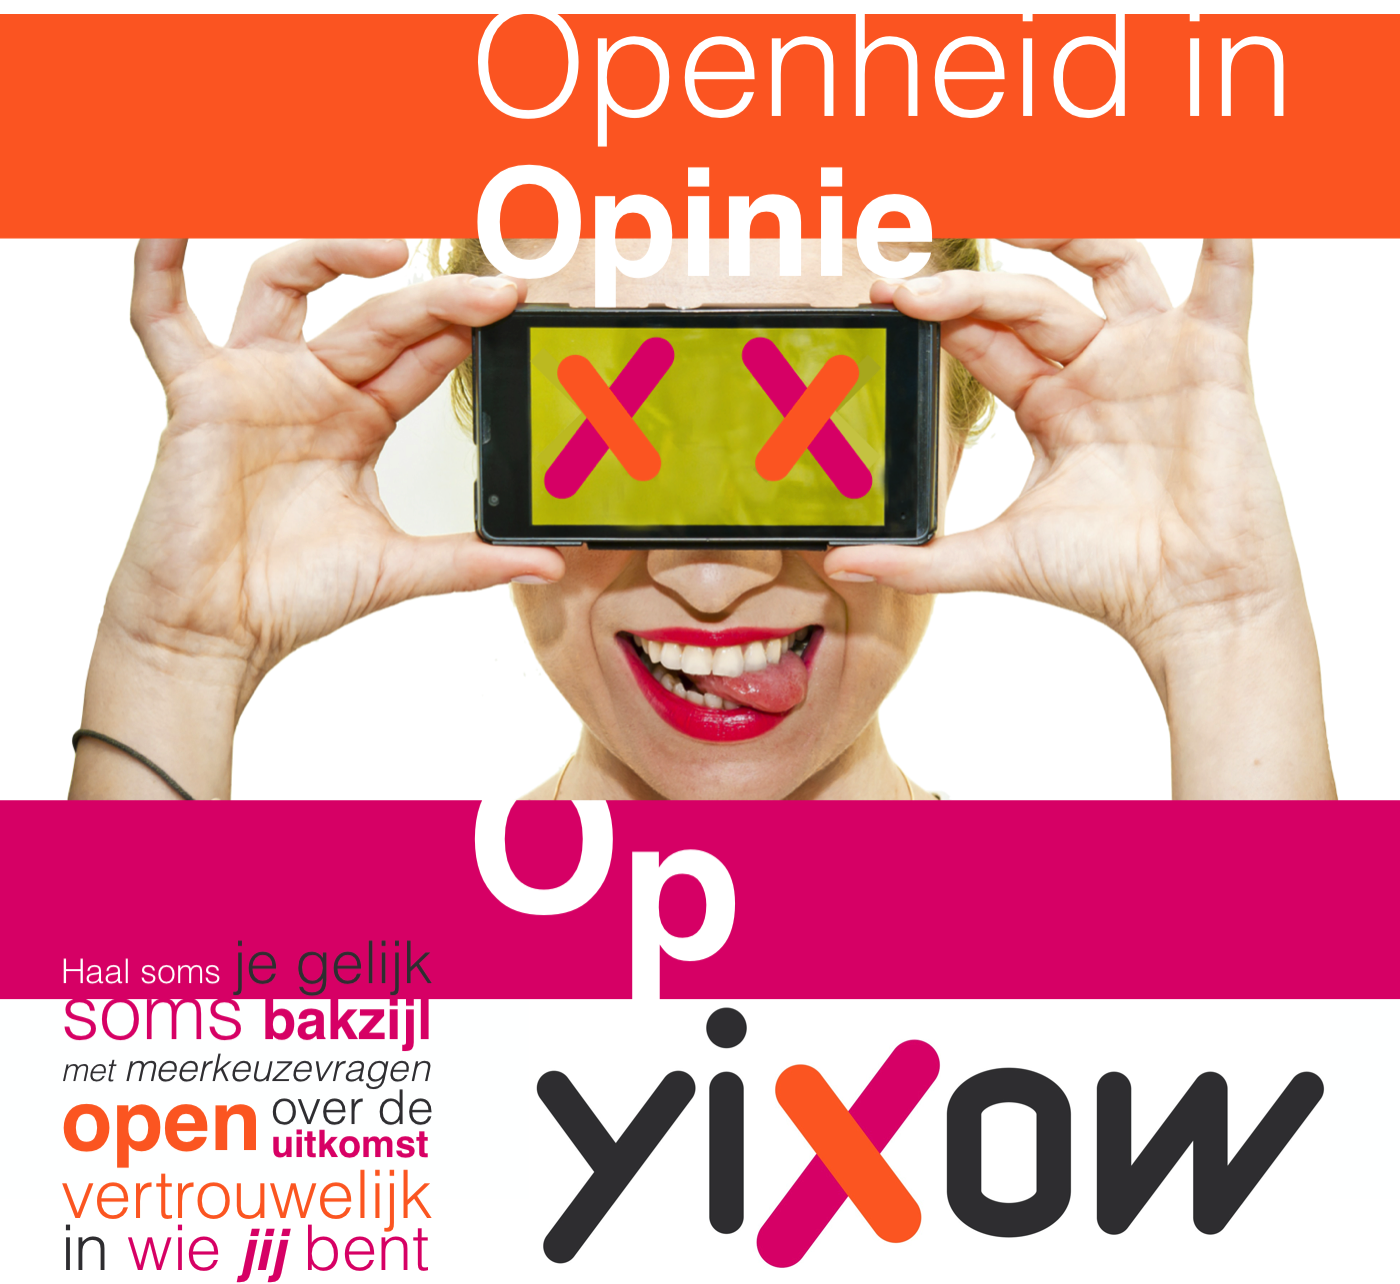 Openheid in
Opinie
Op
Haal soms je gelijk
soms bakzijl
met meerkeuzevragen
open over de
uitkomst
vertrouwelijk
in wie jij bent
yixow